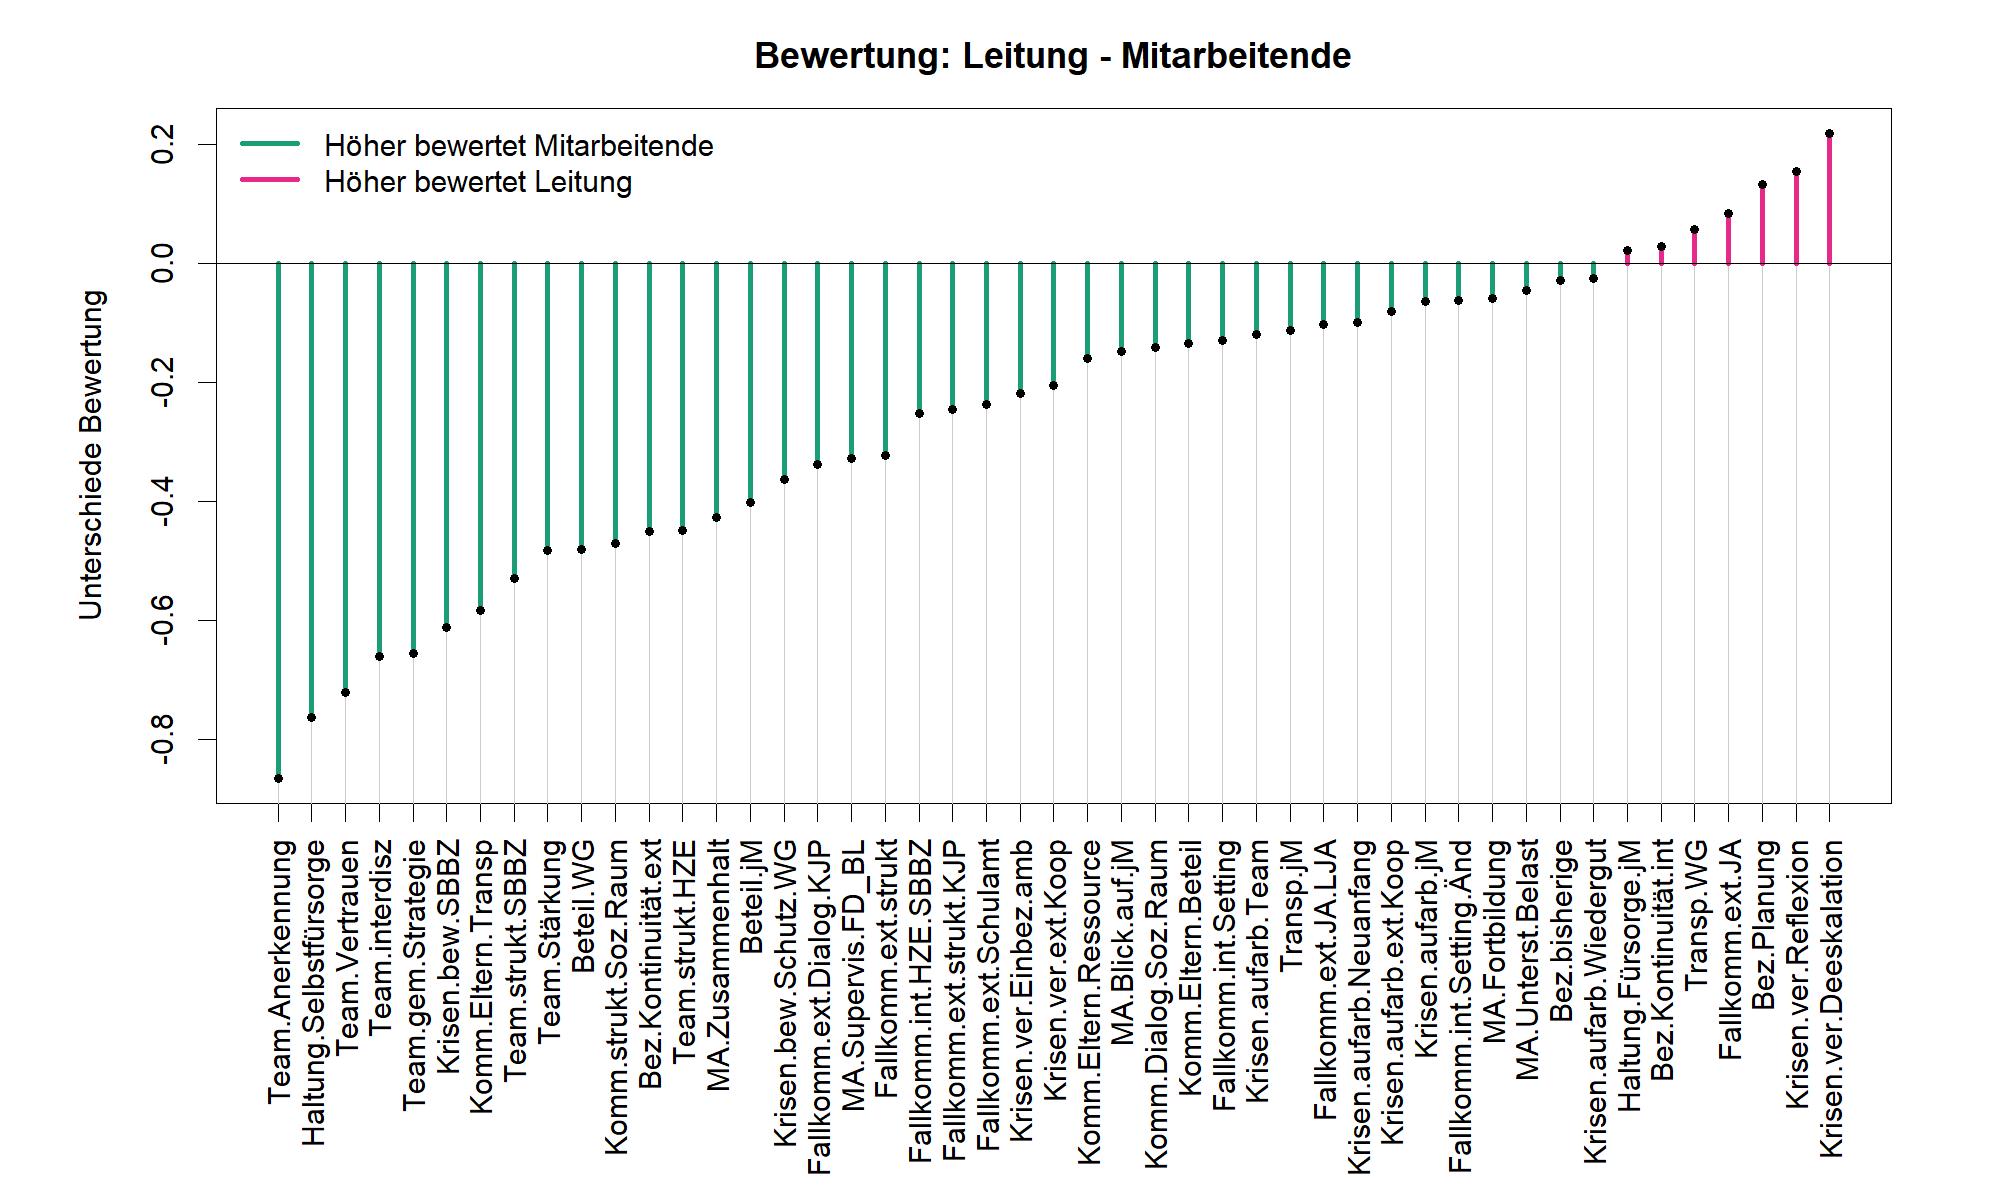 Bewertung: Leitung - Mitarbeitende
Höher bewertet Mitarbeitende
Höher bewertet Leitung
Unterschiede Bewertung
0.2
0.0
-0.2
-0.4
-0.6
-0.8
Team.Anerkennung
Haltung.Selbstfürsorge
Team.Vertrauen
Team.interdisz
Team.gem.Strategie
Krisen.bew.SBBZ
Komm.Eltern.Transp
Team.strukt.SBBZ
Team.Stärkung
Beteil.WG
Komm.strukt.Soz.Raum
Bez.Kontinuität.ext
Team.strukt.HZE
MA.Zusammenhalt
Beteil.jM
Krisen.bew.Schutz.WG
Fallkomm.ext.Dialog.KJP
MA.Supervis.FD_BL
Fallkomm.ext.strukt
Fallkomm.int.HZE.SBBZ
Fallkomm.ext.strukt.KJP
Fallkomm.ext.Schulamt
Krisen.ver.Einbez.amb
Krisen.ver.ext.Koop
Komm.Eltern.Ressource
MA.Blick.auf.jM
Komm.Dialog.Soz.Raum
Komm.Eltern.Beteil
Fallkomm.int.Setting
Krisen.aufarb.Team
Transp.jM
Fallkomm.ext.JA.LJA
Krisen.aufarb.Neuanfang
Krisen.aufarb.ext.Koop
Krisen.aufarb.jM
Fallkomm.int.Setting.Änd
MA.Fortbildung
MA.Unterst.Belast
Bez.bisherige
Krisen.aufarb.Wiedergut
Haltung.Fürsorge.jM
Bez.Kontinuität.int
Transp.WG
Fallkomm.ext.JA
Bez.Planung
Krisen.ver.Reflexion
Krisen.ver.Deeskalation